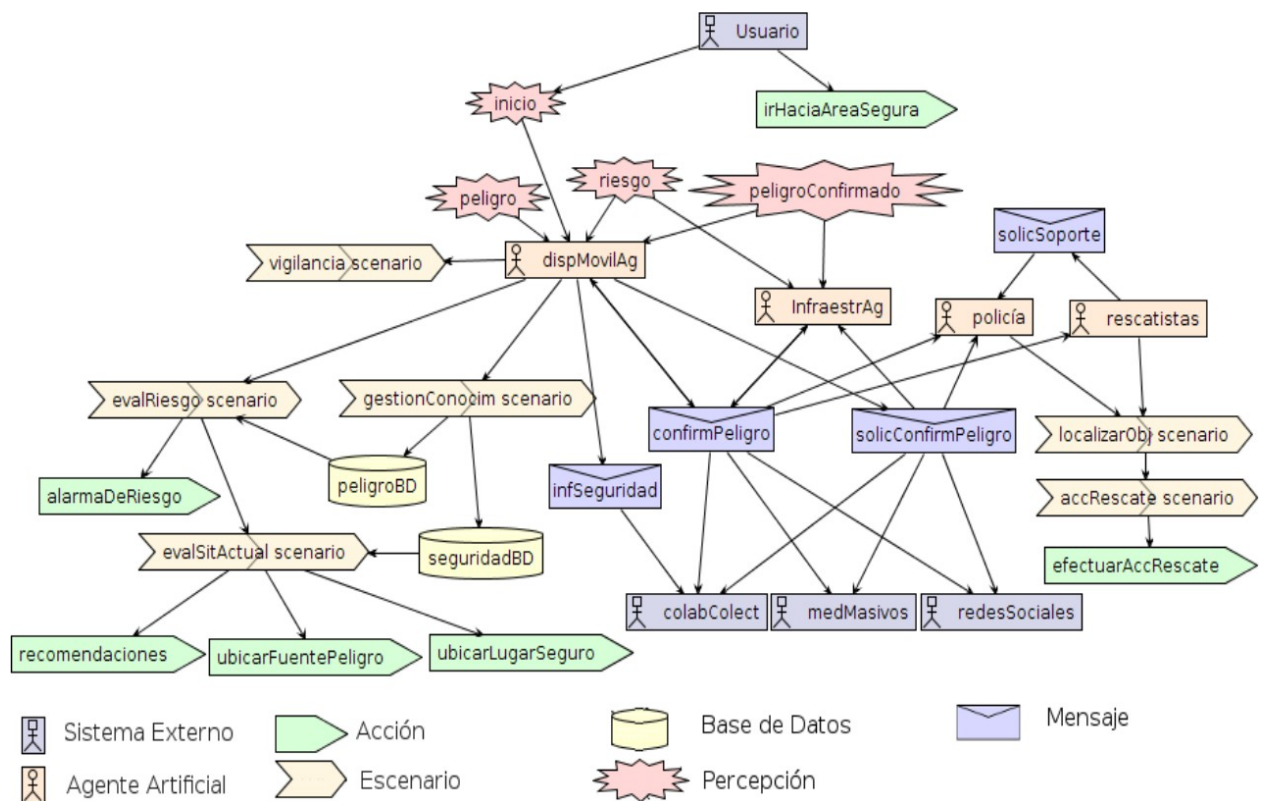 Usuario
inicio
irHaciaAreaSegura
riesgo
peligroConfirmado
peligro
solicSoporte
vigilancia scenario
dispMovilAg
InfraestrAg
policía
rescatistas
evalRiesgo scenario
gestionConocim scenario
confirmPeligro
solicConfirmPeligro
localizarObj scenario
alarmaDeRiesgo
peligroBD
infSeguridad
accRescate scenario
evalSitActual scenario
seguridadBD
efectuarAccRescate
colabColect
medMasivos
redesSociales
recomendaciones
ubicarFuentePeligro
ubicarLugarSeguro
Sistema Externo
Acción
Base de Datos
Mensaje
Agente Artificial
Escenario
Percepción